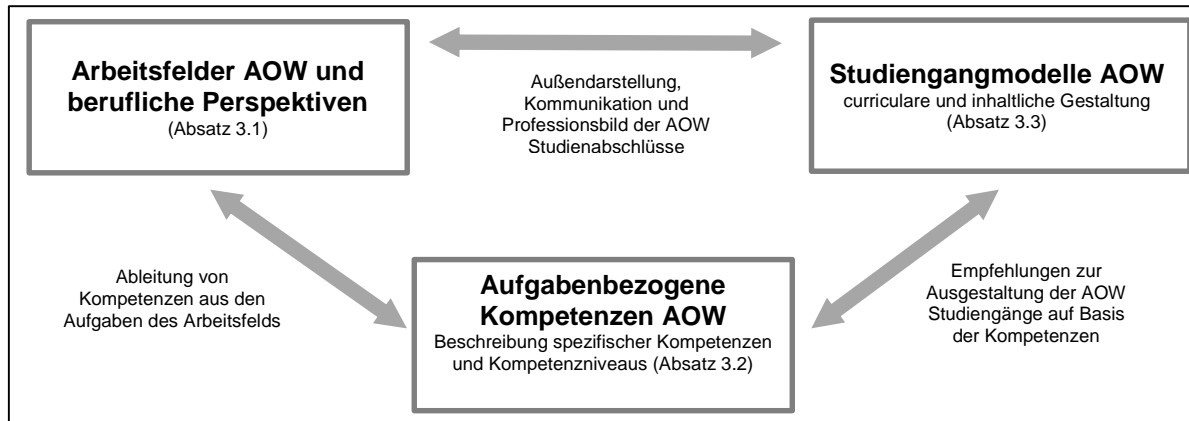 Arbeitsfelder AOW und
berufliche Perspektiven
(Absatz 3.1)
Außendarstellung,
Kommunikation und
Professionsbild der AOW
Studienabschlüsse
Studiengangmodelle AOW
curriculare und inhaltliche Gestaltung
(Absatz 3.3)
Ableitung von
Kompetenzen aus den
Aufgaben des Arbeitsfelds
Aufgabenbezogene
Kompetenzen AOW
Beschreibung spezifischer Kompetenzen
und Kompetenzniveaus (Absatz 3.2)
Empfehlungen zur
Ausgestaltung der AOW
Studiengänge auf Basis
der Kompetenzen